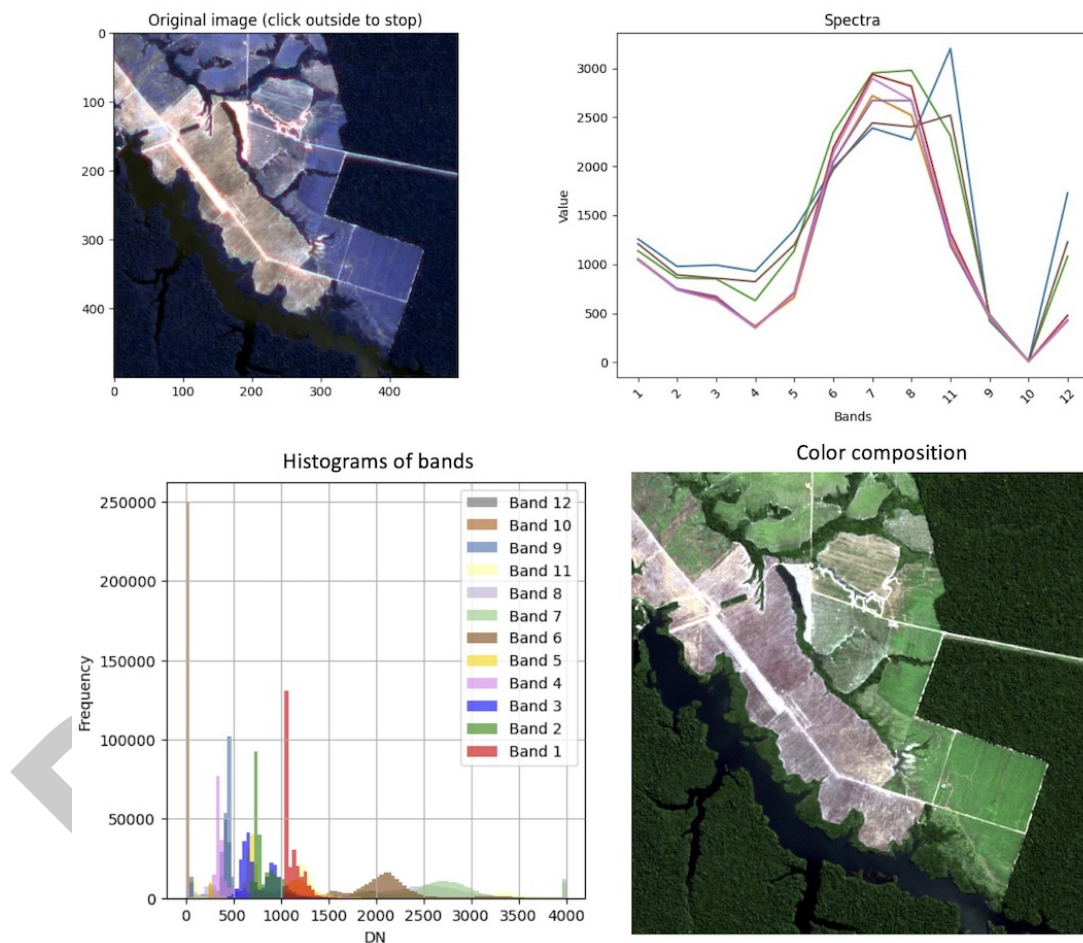 Original image (click outside to stop)
0
100
200
300
400
0 100 200 300 400
Spectra
3000
2500
2000
1500
1000
500
0
Value
1 2 3 4 5 6 7 8 11 9 10 12
Bands
Histograms of bands
250000
200000
150000
100000
50000
0
Frequency
Band 12
Band 10
Band 9
Band 11
Band 8
Band 7
Band 6
Band 5
Band 4
Band 3
Band 2
Band 1
0 500 1000 1500 2000 2500 3000 3500 4000
DN
Color composition